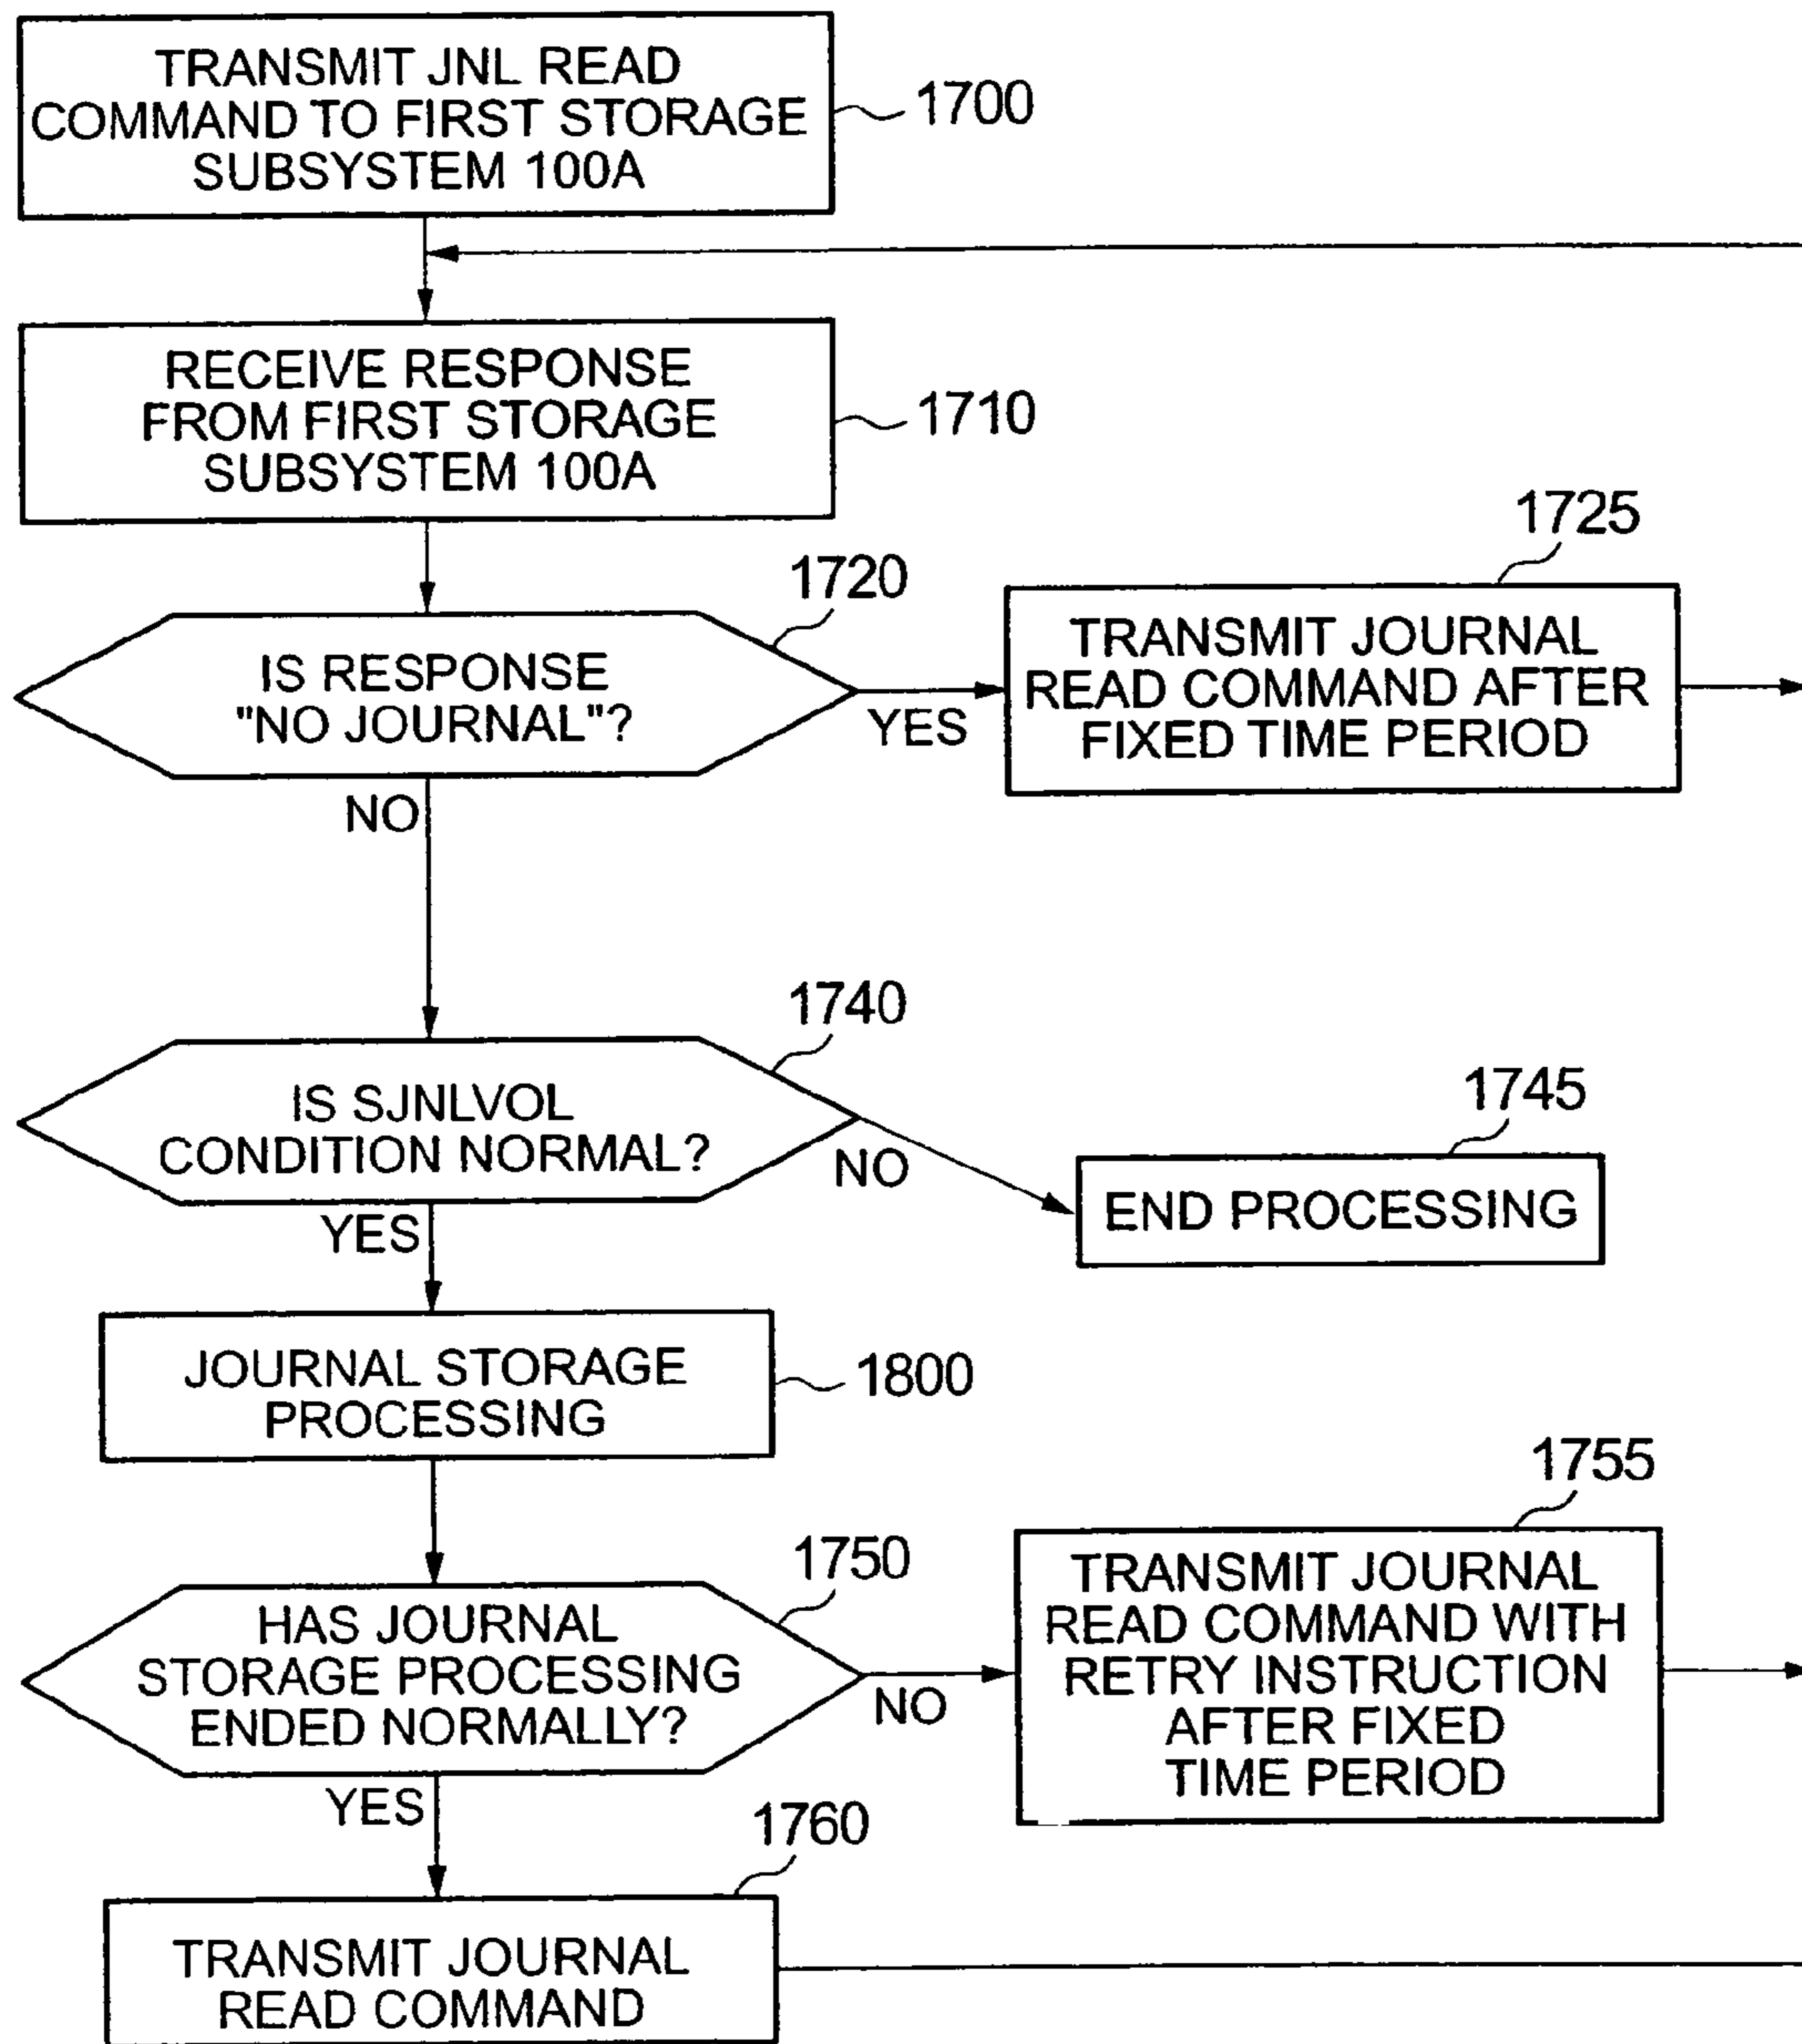 TRANSMIT JNL READ
COMMAND TO FIRST STORAGE
SUBSYSTEM 100A
1700
RECEIVE RESPONSE
FROM FIRST STORAGE
SUBSYSTEM 100A
1710
1720
IS RESPONSE
"NO JOURNAL"?
YES
NO
1725
TRANSMIT JOURNAL
READ COMMAND AFTER
FIXED TIME PERIOD
1740
IS SJNLVOL
CONDITION NORMAL?
NO
YES
1745
END PROCESSING
JOURNAL STORAGE
PROCESSING
1800
1750
HAS JOURNAL
STORAGE PROCESSING
ENDED NORMALLY?
NO
YES
1755
TRANSMIT JOURNAL
READ COMMAND WITH
RETRY INSTRUCTION
AFTER FIXED
TIME PERIOD
1760
TRANSMIT JOURNAL
READ COMMAND